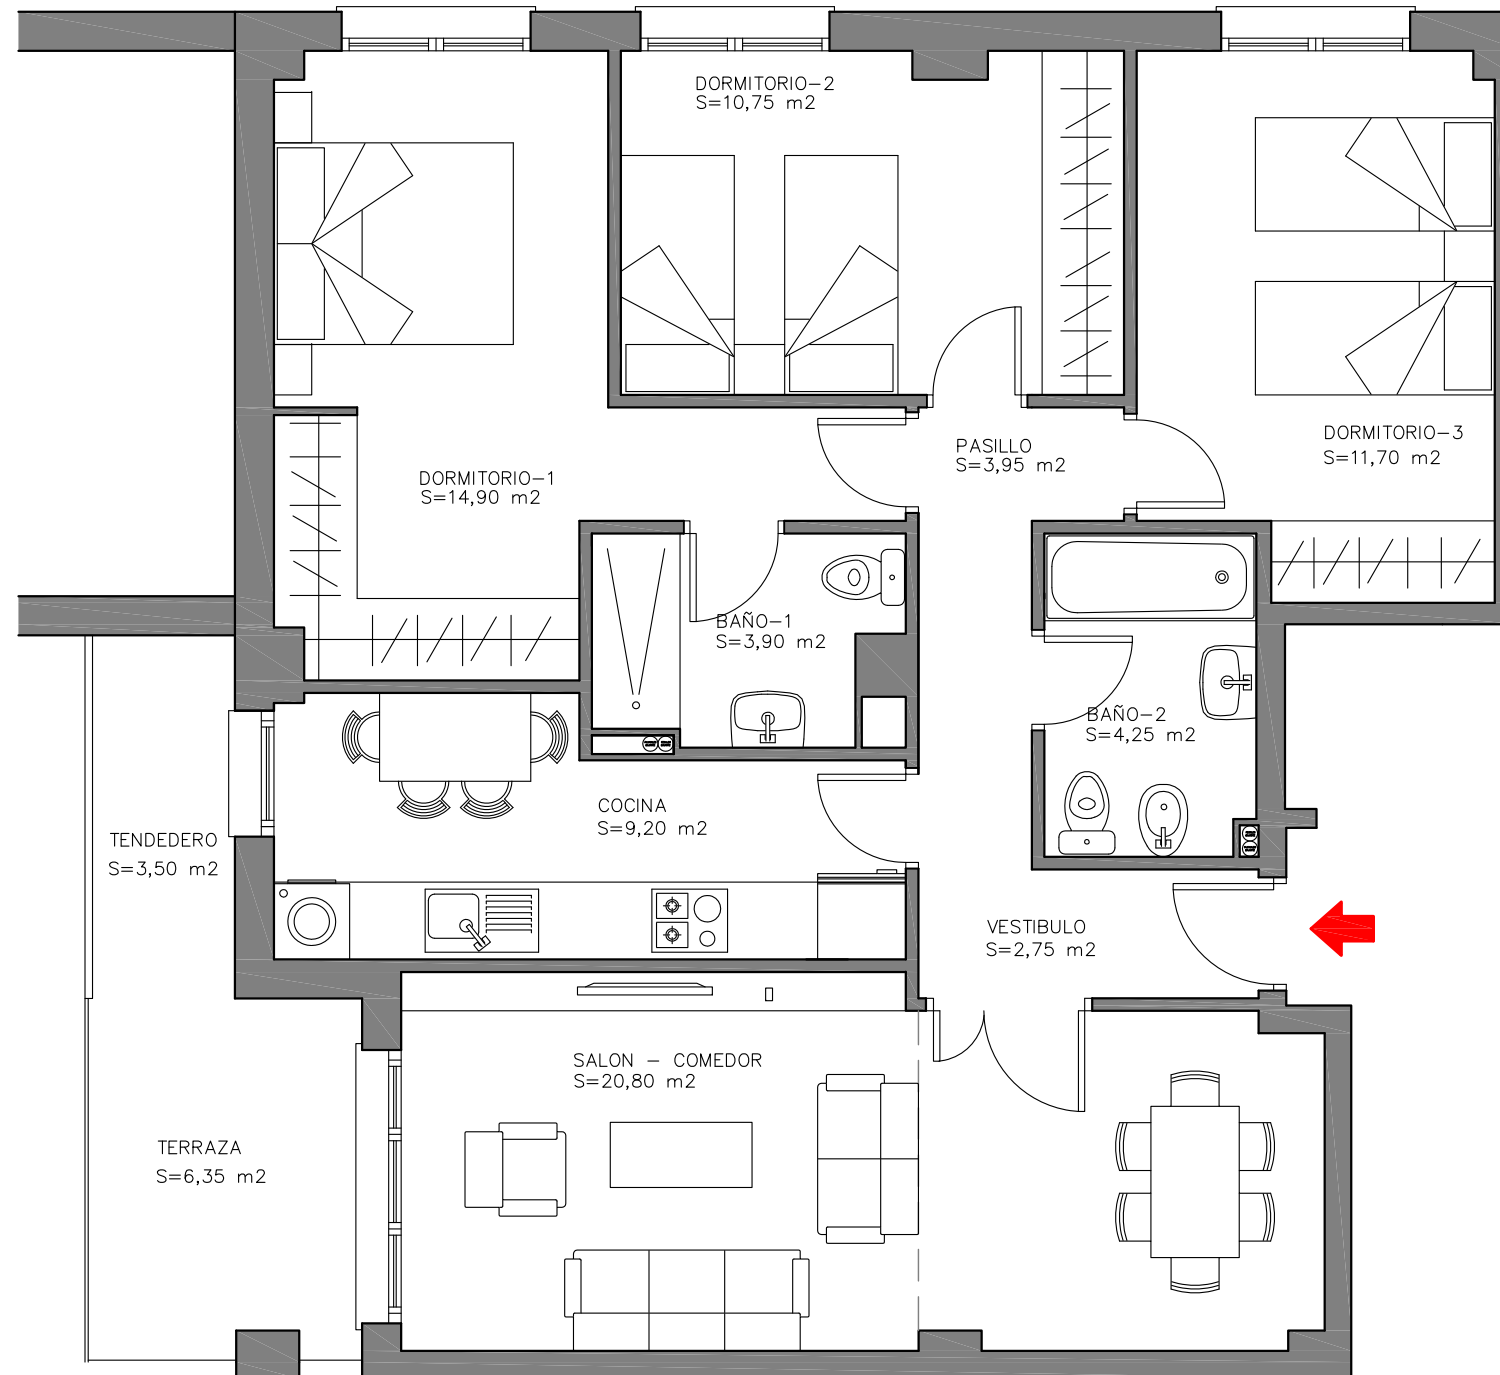 DORMITORIO-2
S=10,75 m2
DORMITORIO-3
S=11,70 m2
PASILLO
S=3,95 m2
DORMITORIO-1
S=14,90 m2
BAÑO-1
S=3,90 m2
BAÑO-2
S=4,25 m2
COCINA
S=9,20 m2
TENDEDERO
S=3,50 m2
VESTIBULO
S=2,75 m2
SALON - COMEDOR
S=20,80 m2
TERRAZA
S=6,35 m2